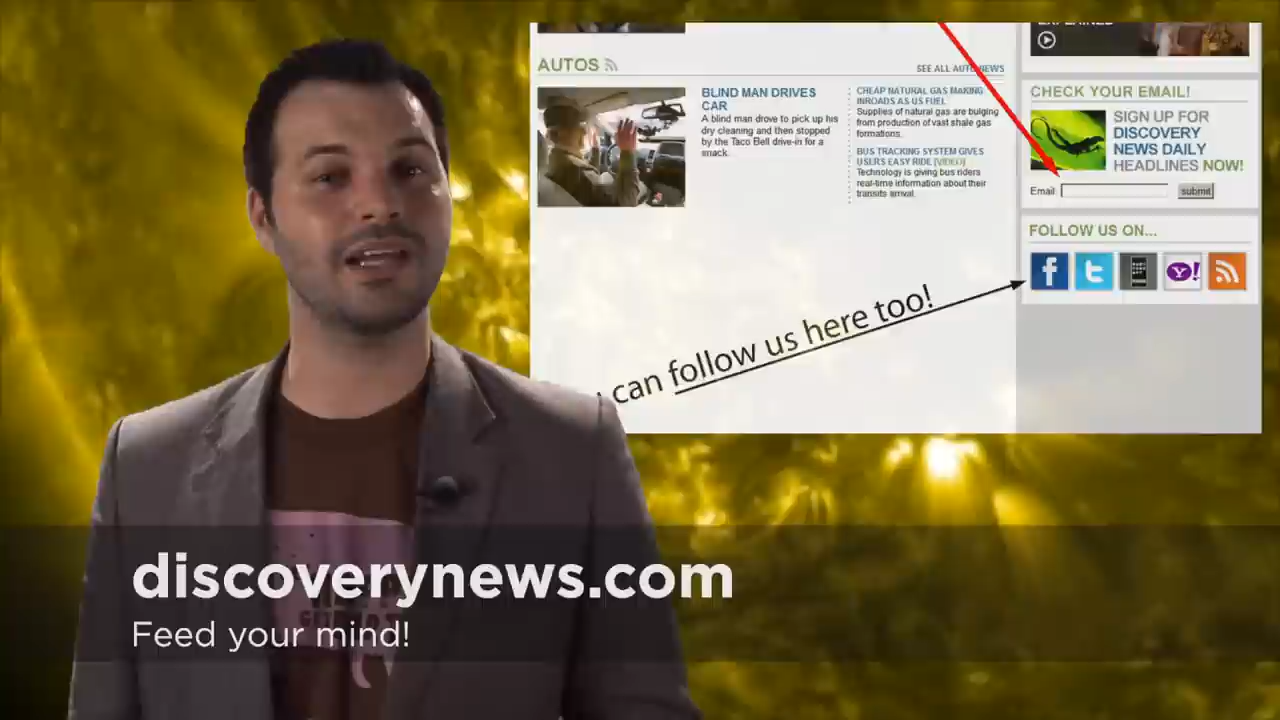 EXPLAINED
AUTOS
SEE ALL AUTO NEWS
BLIND MAN DRIVES
CAR
A blind man drove to pick up his
dry cleaning and then stopped
by the Taco Bell drive-in for a
snack.
CHEAP NATURAL GAS MAKING
INROADS AS US FUEL
Supplies of natural gas are bulging
from production of vast shale gas
formations.
BUS TRACKING SYSTEM GIVES
USERS EASY RIDE [VIDEO]
Technology is giving bus riders
real-time information about their
transits arrival.
CHECK YOUR EMAIL!
SIGN UP FOR
DISCOVERY
NEWS DAILY
HEADLINES NOW!
Email
submit
FOLLOW US ON...
f
t
Y!
can follow us here too!
discoverynews.com
Feed your mind!